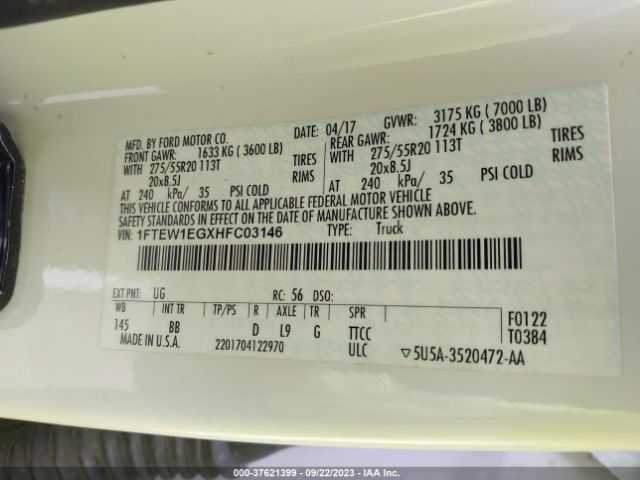 MFD. BY FORD MOTOR CO.
DATE: 04/17 GVWR: 3175 KG ( 7000 LB)
FRONT GAWR: 1633 KG ( 3600 LB) REAR GAWR: 1724 KG ( 3800 LB)
WITH 275/55R20 113T TIRES WITH 275/55R20 113T TIRES
20x8.5J RIMS 20x8.5J RIMS
AT 240 kPa/ 35 PSI COLD AT 240 kPa/ 35 PSI COLD
THIS VEHICLE CONFORMS TO ALL APPLICABLE FEDERAL MOTOR VEHICLE
SAFETY STANDARDS IN EFFECT ON THE DATE OF MANUFACTURE SHOWN ABOVE.
VIN: 1FTEW1EGXHFC03146 TYPE: Truck
EXT PNT: UG RC: 56 DSO:
WB INT TR TP/PS R AXLE TR SPR F0122
145 BB D L9 G TTCC T0384
MADE IN U.S.A. 2201704122970 ULC ▽5U5A-3520472-AA
000-37621399 - 09/22/2023 - IAA Inc.